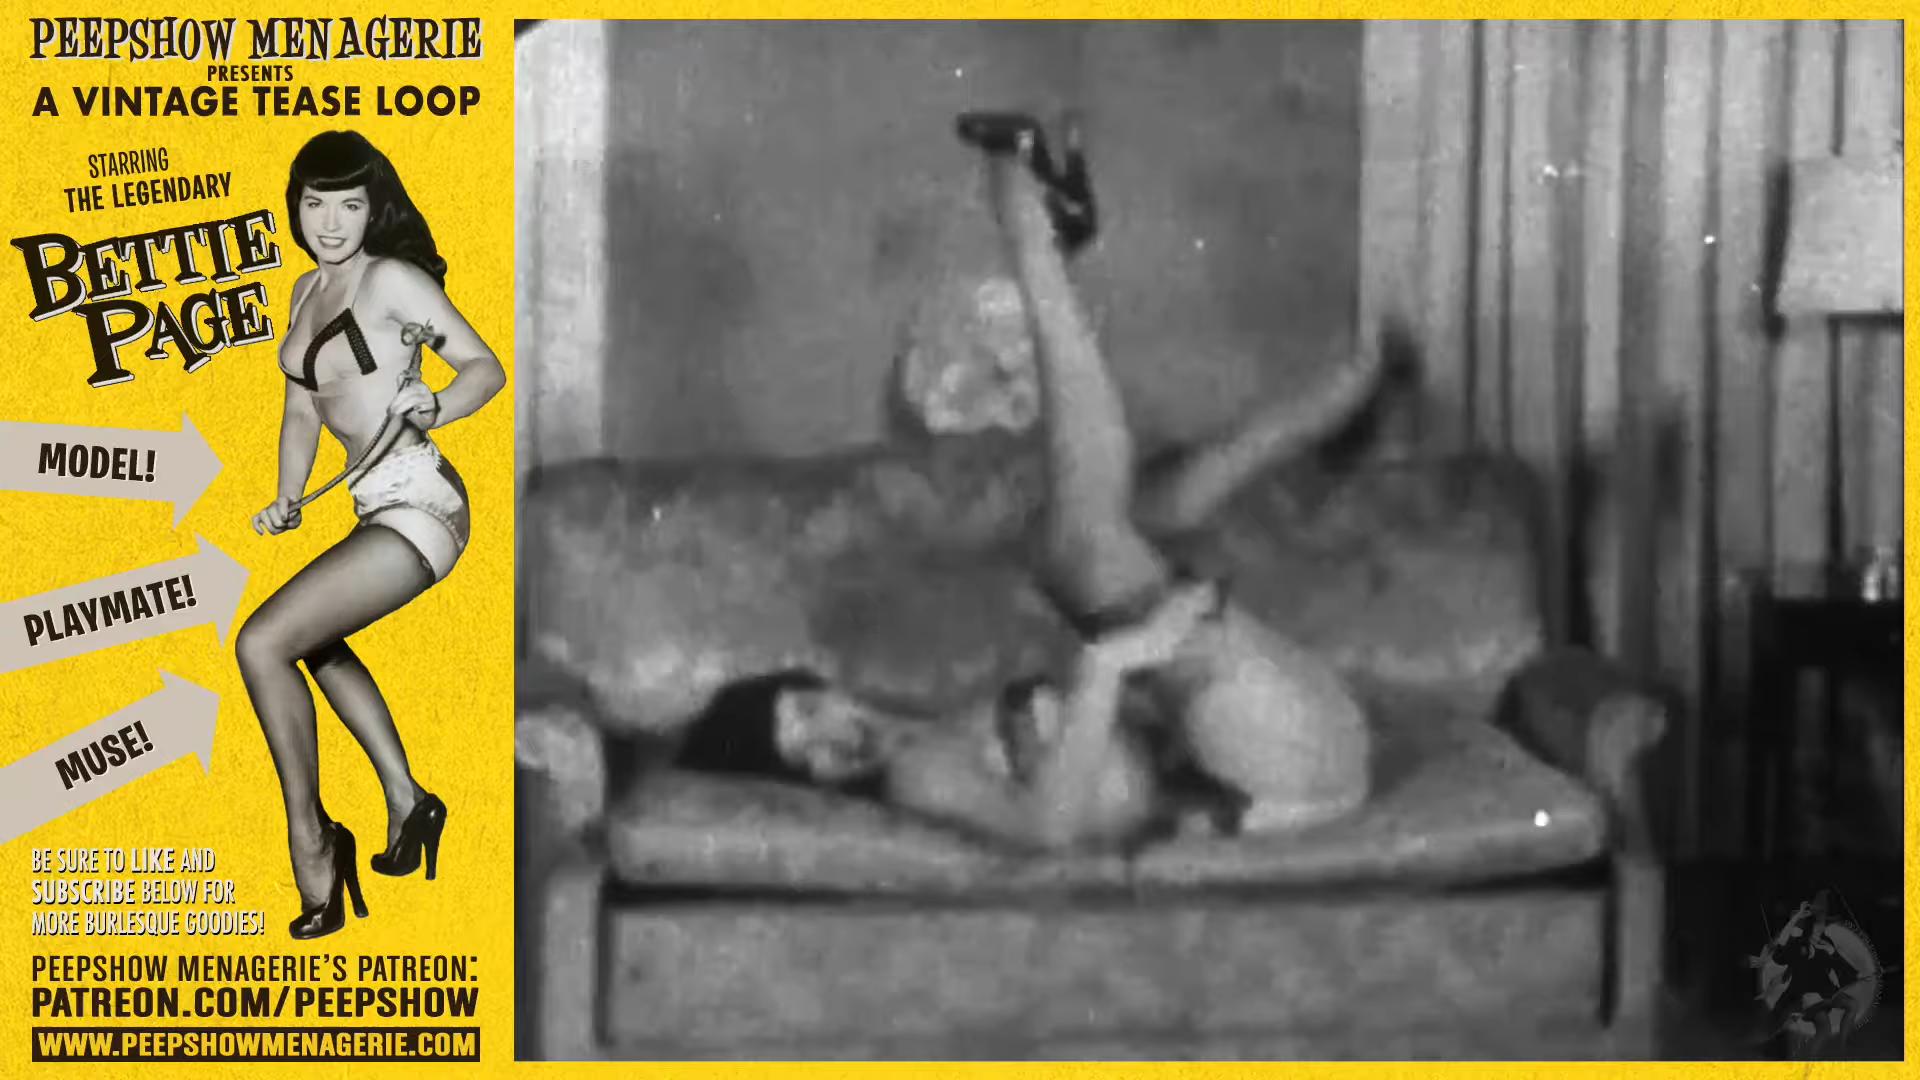 PEEPSHOW MENAGERIE
PRESENTS
A VINTAGE TEASE LOOP
STARRING
THE LEGENDARY
BETTIE
PAGE
MODEL!
PLAYMATE!
MUSE!
BE SURE TO LIKE AND
SUBSCRIBE BELOW FOR
MORE BURLESQUE GOODIES!
PEEPSHOW MENAGERIE'S PATREON:
PATREON.COM/PEEPSHOW
WWW.PEEPSHOWMENAGERIE.COM